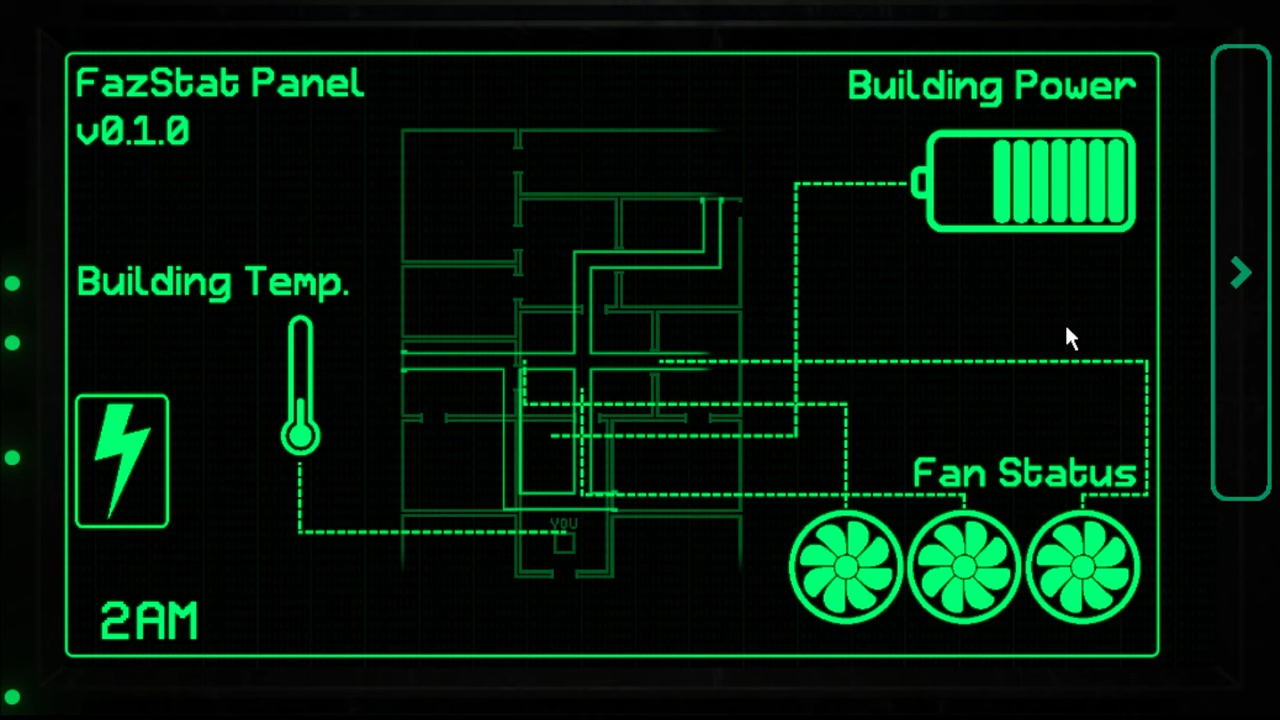 FazStat Panel
v0.1.0
Building Power
Building Temp.
Fan Status
YOU
2AM